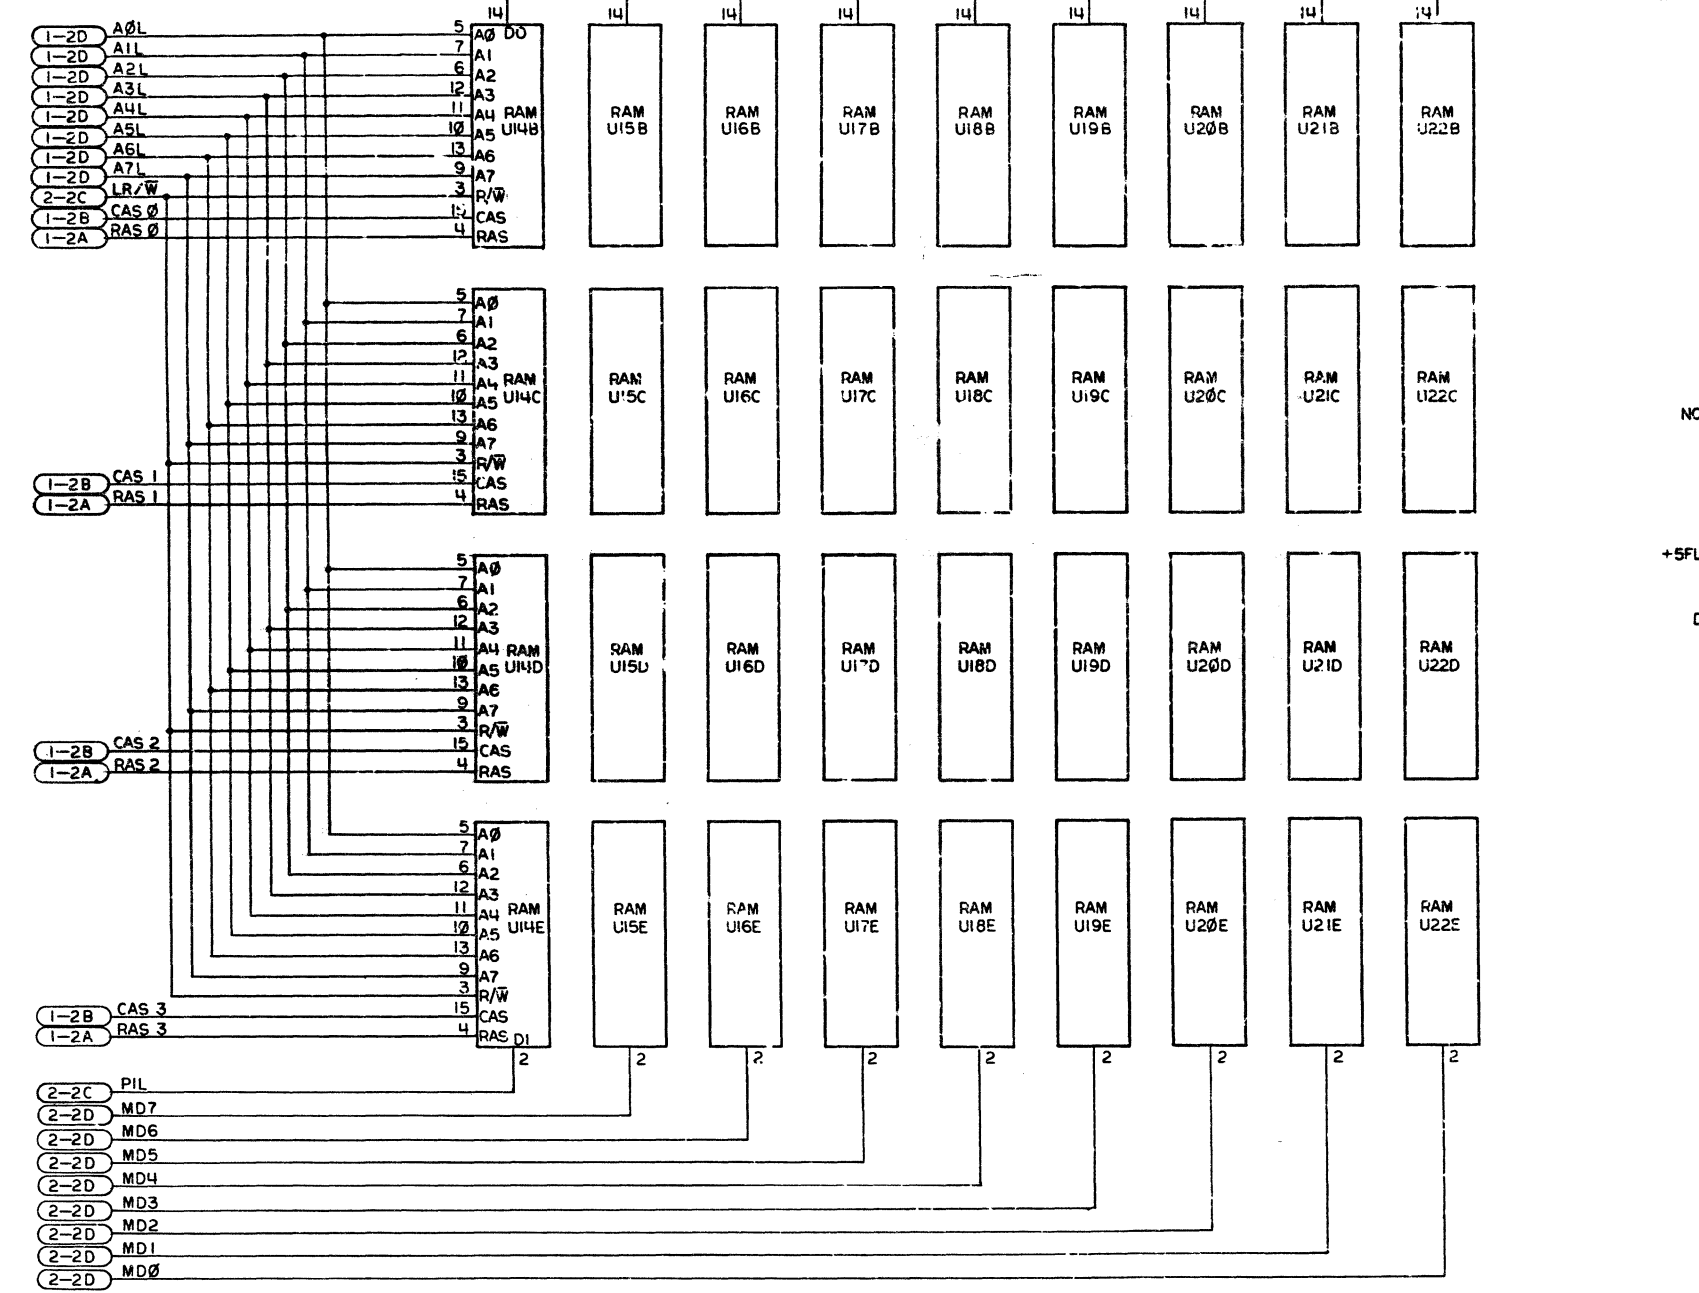 14 14 14 14 14 14 14 14 14
1-2D AØL 5 AØ DO
1-2D A1L 7 A1
1-2D A2L 6 A2
1-2D A3L 12 A3
1-2D A4L 11 A4 RAM U14B RAM U15B RAM U16B RAM U17B RAM U18B RAM U19B RAM U2ØB RAM U21B RAM U22B
1-2D A5L 1Ø A5
1-2D A6L 13 A6
1-2D A7L 9 A7
2-2C LR/W̅ 3 R/W̅
1-2B CAS Ø 15 CAS
1-2A RAS Ø 4 RAS
5 AØ
7 A1
6 A2
12 A3
11 A4 RAM U14C RAM U15C RAM U16C RAM U17C RAM U18C RAM U19C RAM U2ØC RAM U21C RAM U22C
1Ø A5
13 A6
9 A7
3 R/W̅
1-2B CAS 1 15 CAS
1-2A RAS 1 4 RAS
NO
+5FL
5 AØ
7 A1
6 A2
12 A3
11 A4 RAM U14D RAM U15D RAM U16D RAM U17D RAM U18D RAM U19D RAM U2ØD RAM U21D RAM U22D
1Ø A5
13 A6
9 A7
3 R/W̅
1-2B CAS 2 15 CAS
1-2A RAS 2 4 RAS
5 AØ
7 A1
6 A2
12 A3
11 A4 RAM U14E RAM U15E RAM U16E RAM U17E RAM U18E RAM U19E RAM U2ØE RAM U21E RAM U22E
1Ø A5
13 A6
9 A7
3 R/W̅
1-2B CAS 3 15 CAS
1-2A RAS 3 4 RAS DI
2 2 2 2 2 2 2 2 2
2-2C PIL
2-2D MD7
2-2D MD6
2-2D MD5
2-2D MD4
2-2D MD3
2-2D MD2
2-2D MD1
2-2D MDØ